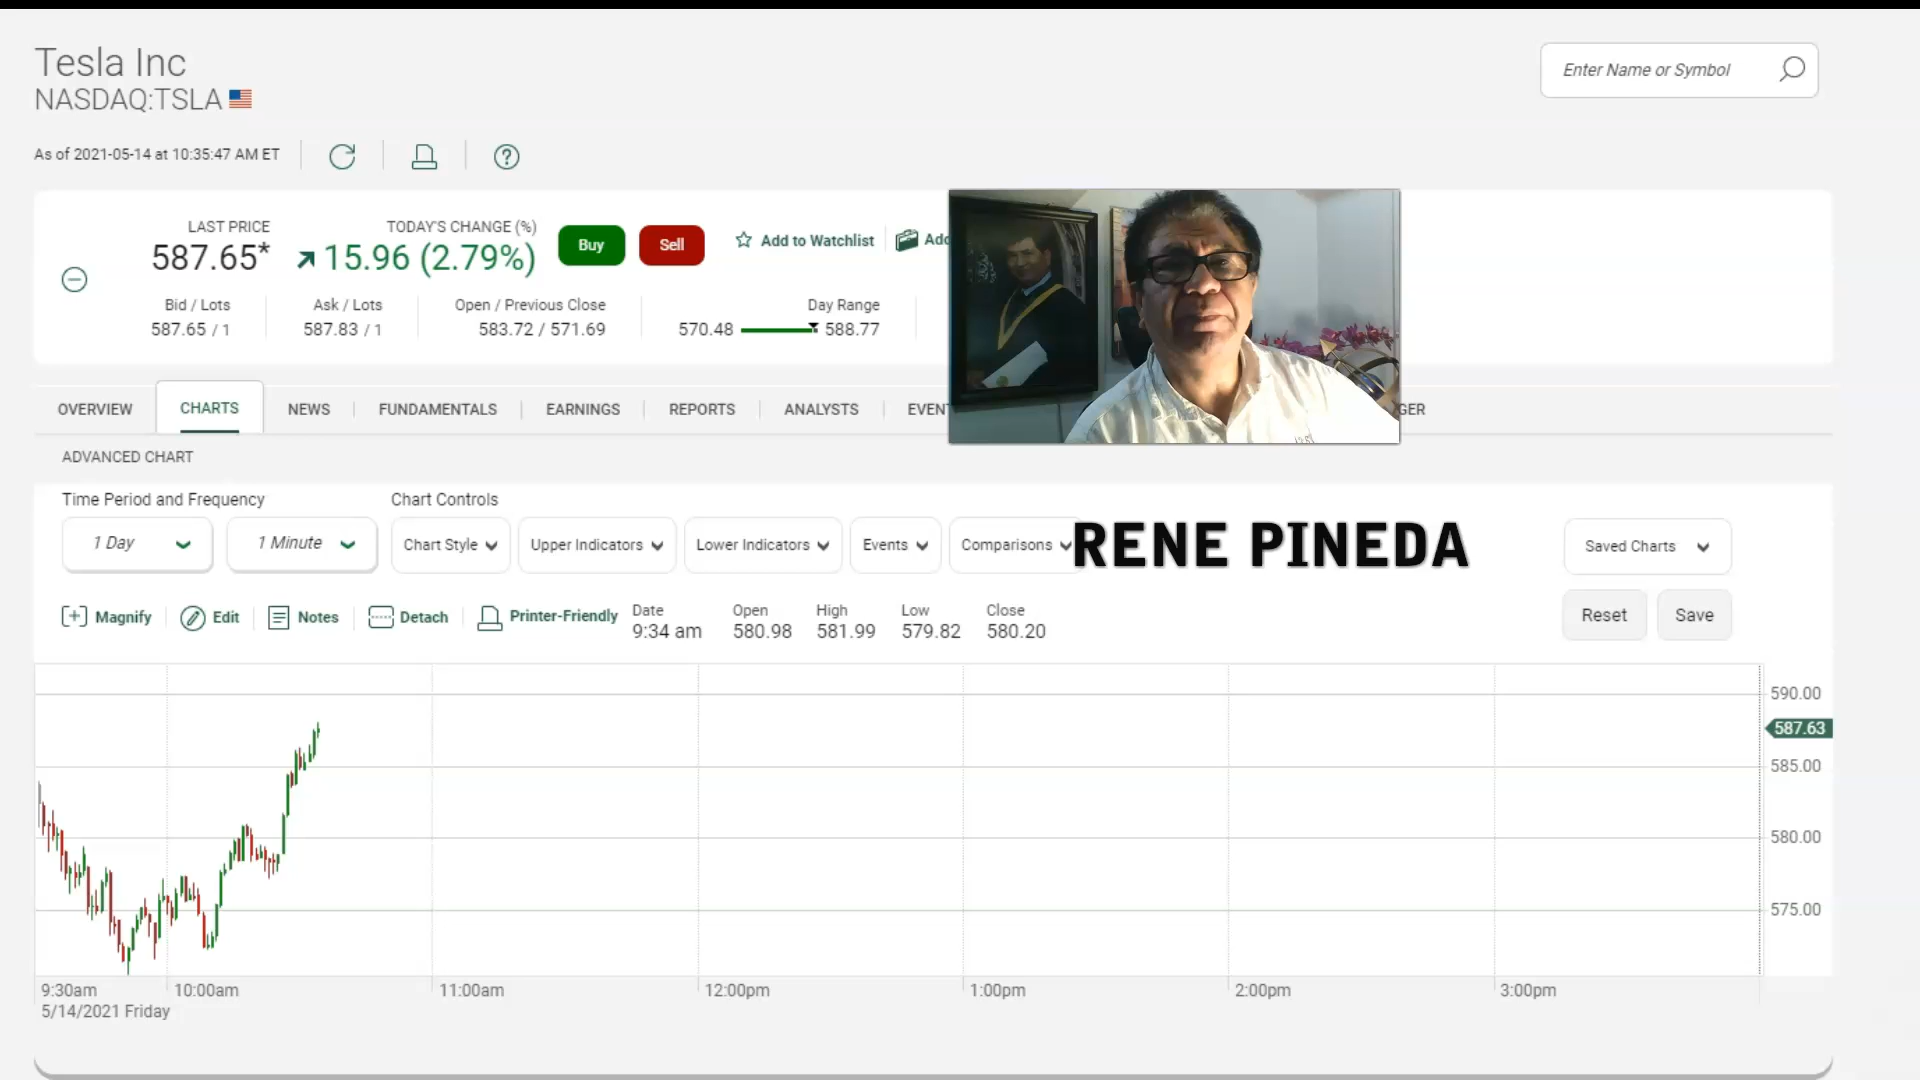 Tesla Inc
NASDAQ:TSLA
Enter Name or Symbol
As of 2021-05-14 at 10:35:47 AM ET
LAST PRICE
587.65*
TODAY'S CHANGE (%)
15.96 (2.79%)
Buy
Sell
Add to Watchlist
Bid / Lots
587.65 / 1
Ask / Lots
587.83 / 1
Open / Previous Close
583.72 / 571.69
Day Range
570.48 588.77
OVERVIEW CHARTS NEWS FUNDAMENTALS EARNINGS REPORTS ANALYSTS
ADVANCED CHART
Time Period and Frequency
Chart Controls
1 Day
1 Minute
Chart Style
Upper Indicators
Lower Indicators
Events
Comparisons
RENE PINEDA
Saved Charts
Magnify
Edit
Notes
Detach
Printer-Friendly
Date
9:34 am
Open
580.98
High
581.99
Low
579.82
Close
580.20
Reset
Save
590.00
587.63
585.00
580.00
575.00
9:30am 10:00am 11:00am 12:00pm 1:00pm 2:00pm 3:00pm
5/14/2021 Friday